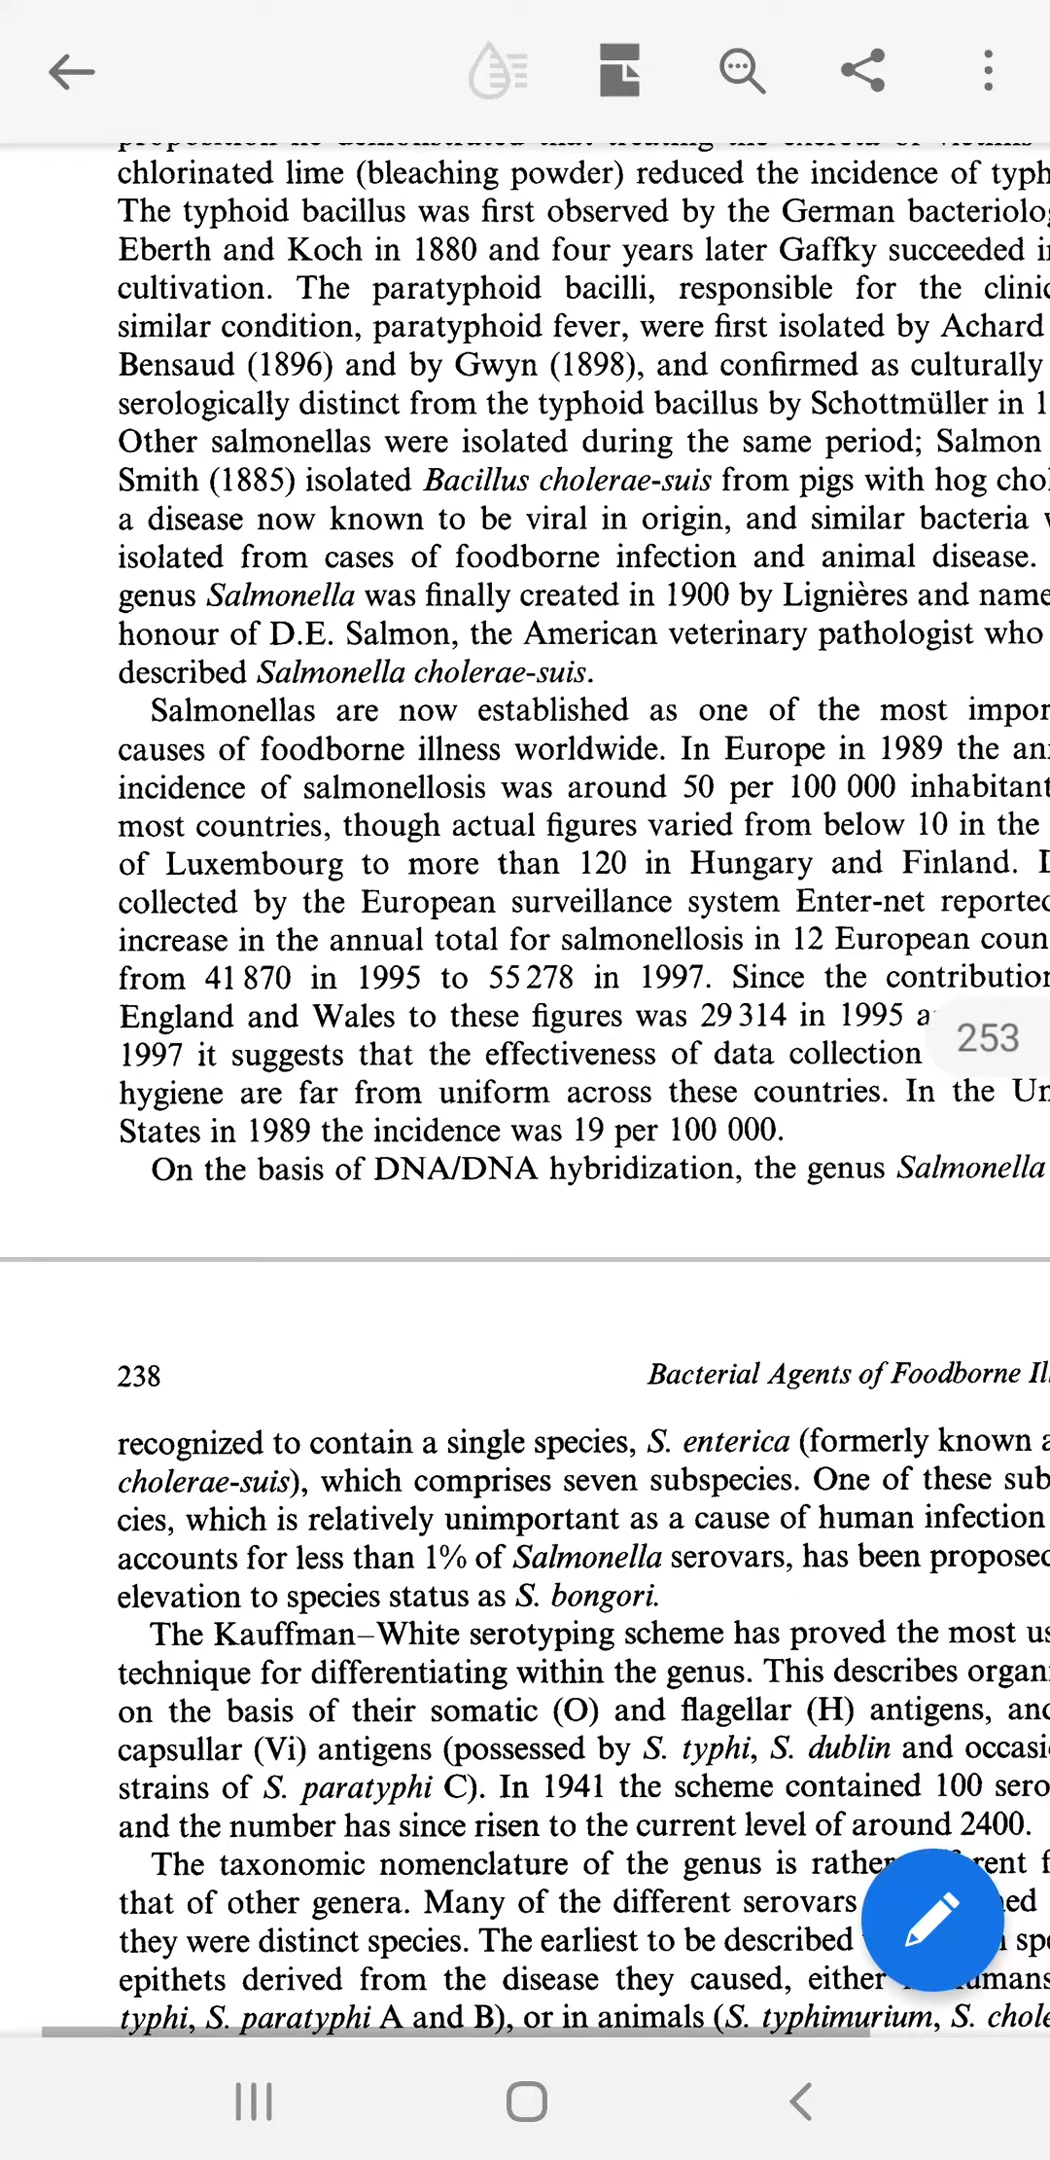 chlorinated lime (bleaching powder) reduced the incidence of typh
The typhoid bacillus was first observed by the German bacteriolog
Eberth and Koch in 1880 and four years later Gaffky succeeded in
cultivation. The paratyphoid bacilli, responsible for the clinic
similar condition, paratyphoid fever, were first isolated by Achard
Bensaud (1896) and by Gwyn (1898), and confirmed as culturally
serologically distinct from the typhoid bacillus by Schottmüller in 1
Other salmonellas were isolated during the same period; Salmon
Smith (1885) isolated Bacillus cholerae-suis from pigs with hog chol
a disease now known to be viral in origin, and similar bacteria
isolated from cases of foodborne infection and animal disease.
genus Salmonella was finally created in 1900 by Lignières and name
honour of D.E. Salmon, the American veterinary pathologist who
described Salmonella cholerae-suis.
Salmonellas are now established as one of the most impor
causes of foodborne illness worldwide. In Europe in 1989 the an
incidence of salmonellosis was around 50 per 100 000 inhabitant
most countries, though actual figures varied from below 10 in the
of Luxembourg to more than 120 in Hungary and Finland.
collected by the European surveillance system Enter-net reported
increase in the annual total for salmonellosis in 12 European coun
from 41 870 in 1995 to 55 278 in 1997. Since the contribution
England and Wales to these figures was 29 314 in 1995 a
253
1997 it suggests that the effectiveness of data collection
hygiene are far from uniform across these countries. In the Un
States in 1989 the incidence was 19 per 100 000.
On the basis of DNA/DNA hybridization, the genus Salmonella
238 Bacterial Agents of Foodborne Ill
recognized to contain a single species, S. enterica (formerly known a
cholerae-suis), which comprises seven subspecies. One of these sub
cies, which is relatively unimportant as a cause of human infection
accounts for less than 1% of Salmonella serovars, has been proposed
elevation to species status as S. bongori.
The Kauffman–White serotyping scheme has proved the most us
technique for differentiating within the genus. This describes organ
on the basis of their somatic (O) and flagellar (H) antigens, and
capsullar (Vi) antigens (possessed by S. typhi, S. dublin and occasi
strains of S. paratyphi C). In 1941 the scheme contained 100 sero
and the number has since risen to the current level of around 2400.
The taxonomic nomenclature of the genus is rather rent f
that of other genera. Many of the different serovars ed
they were distinct species. The earliest to be described spe
epithets derived from the disease they caused, either umans
typhi, S. paratyphi A and B), or in animals (S. typhimurium, S. chole